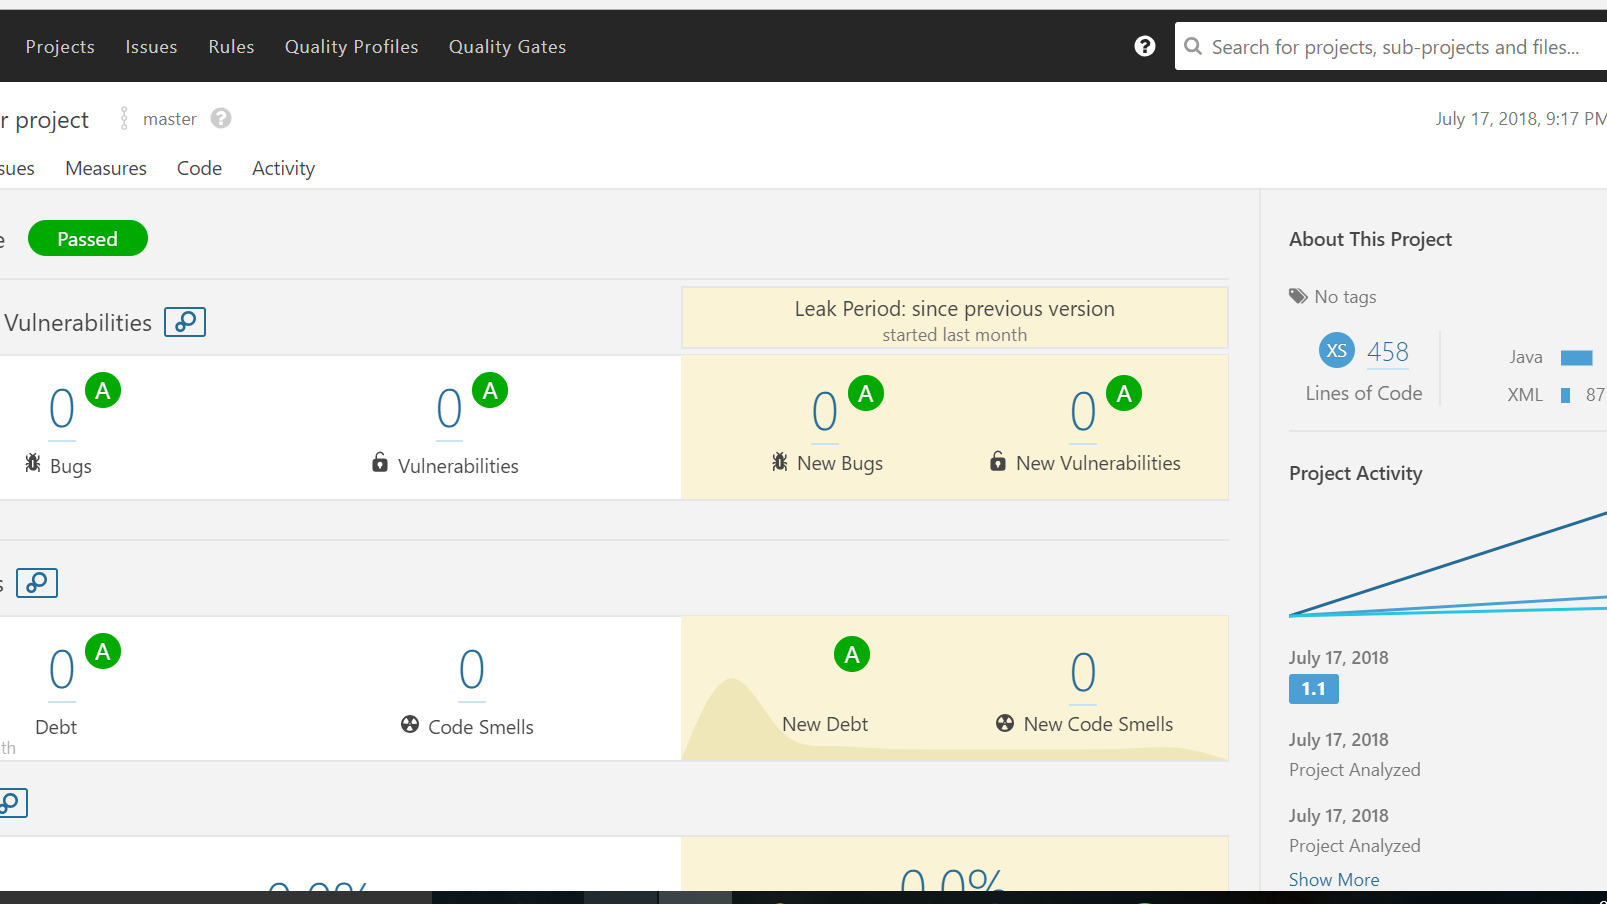 Projects Issues Rules Quality Profiles Quality Gates Search for projects, sub-projects and files...
r project master July 17, 2018, 9:17 PM
sues Measures Code Activity
e Passed
About This Project
Vulnerabilities
Leak Period: since previous version
started last month
No tags
XS 458
Lines of Code
Java
XML 87
0 A
Bugs
0 A
Vulnerabilities
0 A
New Bugs
0 A
New Vulnerabilities
Project Activity
s
0 A
Debt
th
0
Code Smells
A
New Debt
0
New Code Smells
July 17, 2018
1.1
July 17, 2018
Project Analyzed
July 17, 2018
Project Analyzed
Show More
0.0%